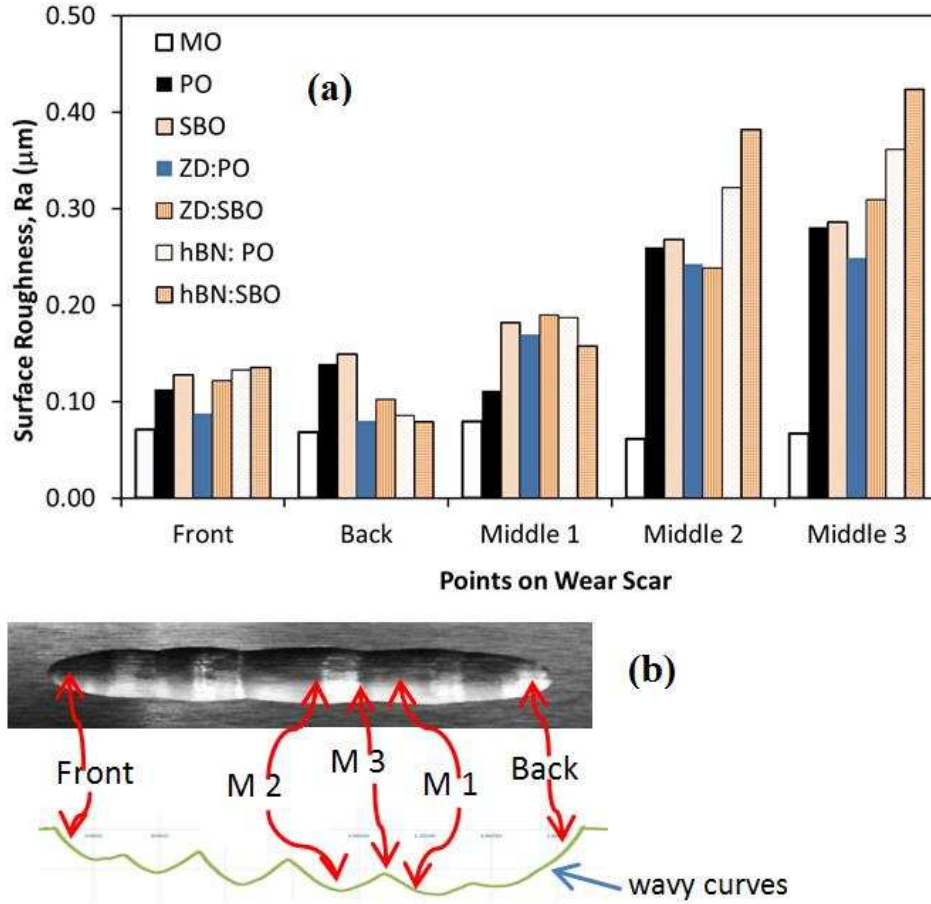 0.50
0.40
0.30
0.20
0.10
0.00
Surface Roughness, Ra (μm)
MO
PO
SBO
ZD:PO
ZD:SBO
hBN: PO
hBN:SBO
(a)
Front Back Middle 1 Middle 2 Middle 3
Points on Wear Scar
(b)
Front M 2 M 3 M 1 Back
wavy curves